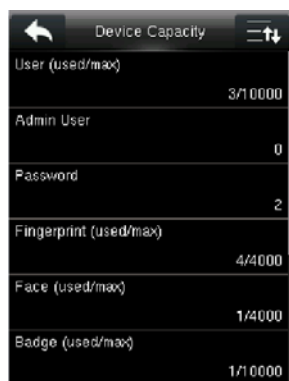 Device Capacity
User (used/max)
3/10000
Admin User
0
Password
2
Fingerprint (used/max)
4/4000
Face (used/max)
1/4000
Badge (used/max)
1/10000